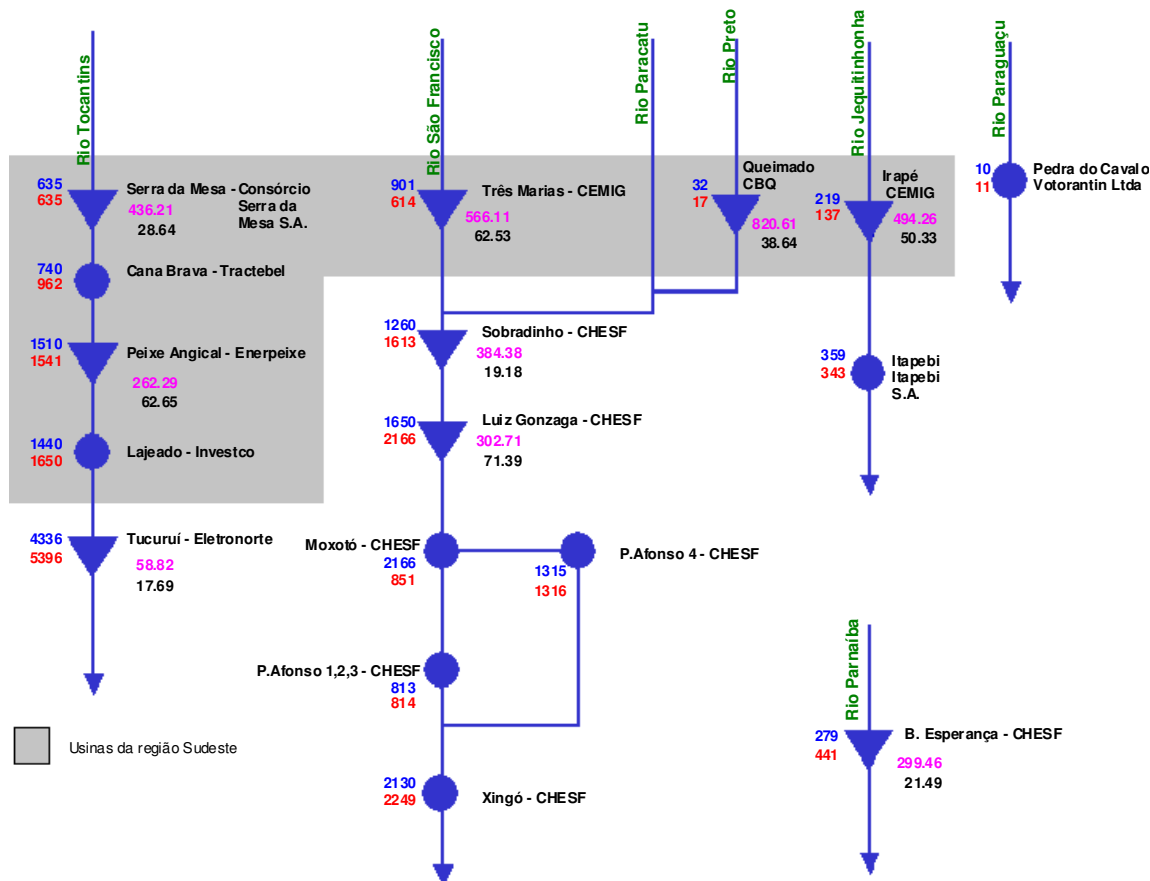 Rio Tocantins
635
635
Serra da Mesa - Consórcio
Serra da
Mesa S.A.
436.21
28.64
740
962
Cana Brava - Tractebel
1510
1541
Peixe Angical - Enerpeixe
262.29
62.65
1440
1650
Lajeado - Investco
4336
5396
Tucuruí - Eletronorte
58.82
17.69
Usinas da região Sudeste
Rio São Francisco
901
614
Três Marias - CEMIG
566.11
62.53
Rio Paracatu
Rio Preto
Queimado
CBQ
32
17
820.61
38.64
1260
1613
Sobradinho - CHESF
384.38
19.18
1650
2166
Luiz Gonzaga - CHESF
302.71
71.39
Moxotó - CHESF
2166
851
P.Afonso 4 - CHESF
1315
1316
P.Afonso 1,2,3 - CHESF
813
814
2130
2249
Xingó - CHESF
Rio Jequitinhonha
219
137
Irapé
CEMIG
494.26
50.33
359
343
Itapebi
Itapebi
S.A.
Rio Paraguaçu
10
11
Pedra do Cavalo
Votorantin Ltda
Rio Parnaíba
279
441
B. Esperança - CHESF
299.46
21.49